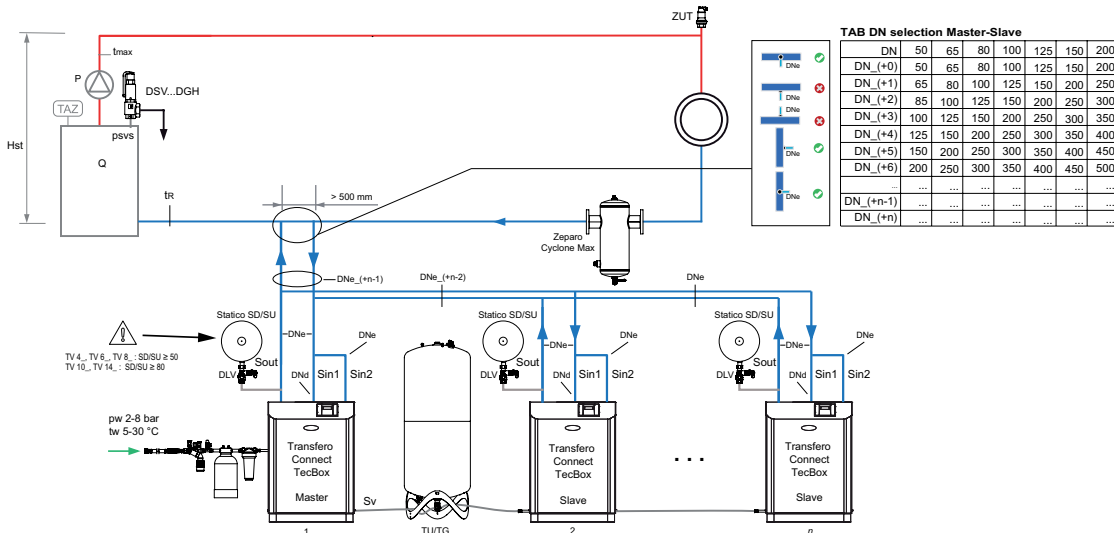 ZUT
tmax
P
DSV...DGH
TAZ
psvs
Hst
Q
tR
> 500 mm
Zeparo
Cyclone Max
DNe
DNe
DNe
DNe
DNe
TAB DN selection Master-Slave
DN 50 65 80 100 125 150 200
DN_(+0) 50 65 80 100 125 150 200
DN_(+1) 65 80 100 125 150 200 250
DN_(+2) 85 100 125 150 200 250 300
DN_(+3) 100 125 150 200 250 300 350
DN_(+4) 125 150 200 250 300 350 400
DN_(+5) 150 200 250 300 350 400 450
DN_(+6) 200 250 300 350 400 450 500
... ... ... ... ... ... ... ...
DN_(+n-1) ... ... ... ... ... ... ...
DN_(+n) ... ... ... ... ... ... ...
DNe_(+n-1)
DNe_(+n-2)
DNe
TV 4_, TV 6_, TV 8_ : SD/SU ≥ 50
TV 10_, TV 14_ : SD/SU ≥ 80
Statico SD/SU
DNe
DNe
Sout
DLV
DNd
Sin1
Sin2
Statico SD/SU
DNe
DNe
Sout
DLV
DNd
Sin1
Sin2
Statico SD/SU
DNe
DNe
Sout
DLV
DNd
Sin1
Sin2
pw 2-8 bar
tw 5-30 °C
Transfero
Connect
TecBox
Master
1
Sv
TU/TG
Transfero
Connect
TecBox
Slave
2
. . .
Transfero
Connect
TecBox
Slave
n